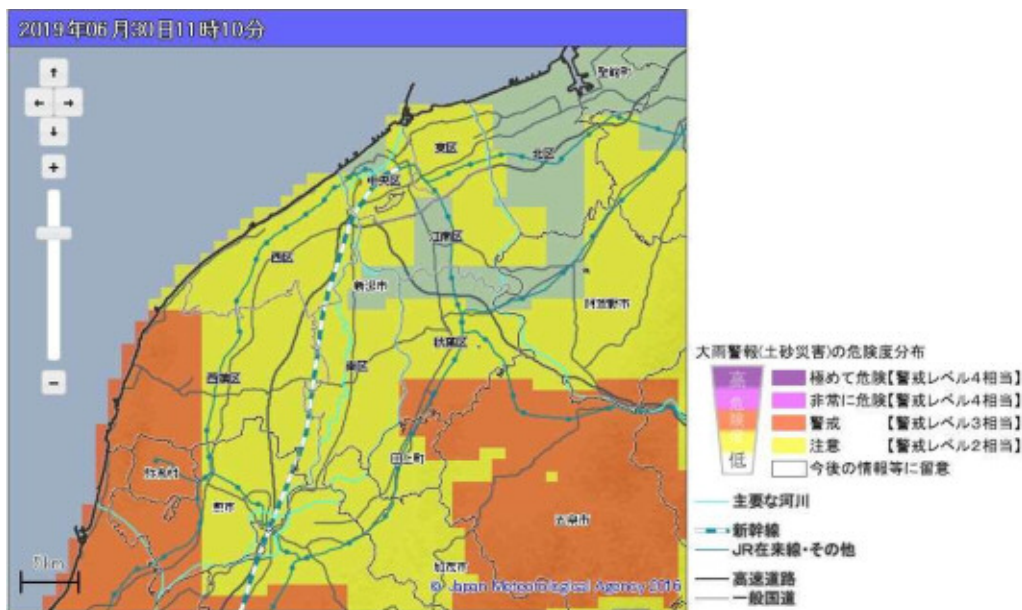 2019年06月30日11時10分
聖籠町
東区
北区
中央区
江南区
西区
新潟市
阿賀野市
秋葉区
南区
西蒲区
田上町
弥彦村
燕市
五泉市
加茂市
5km
© Japan Meteorological Agency 2016
大雨警報(土砂災害)の危険度分布
高
危
険
度
低
極めて危険【警戒レベル4相当】
非常に危険【警戒レベル4相当】
警戒 【警戒レベル3相当】
注意 【警戒レベル2相当】
今後の情報等に留意
主要な河川
新幹線
JR在来線・その他
高速道路
一般国道